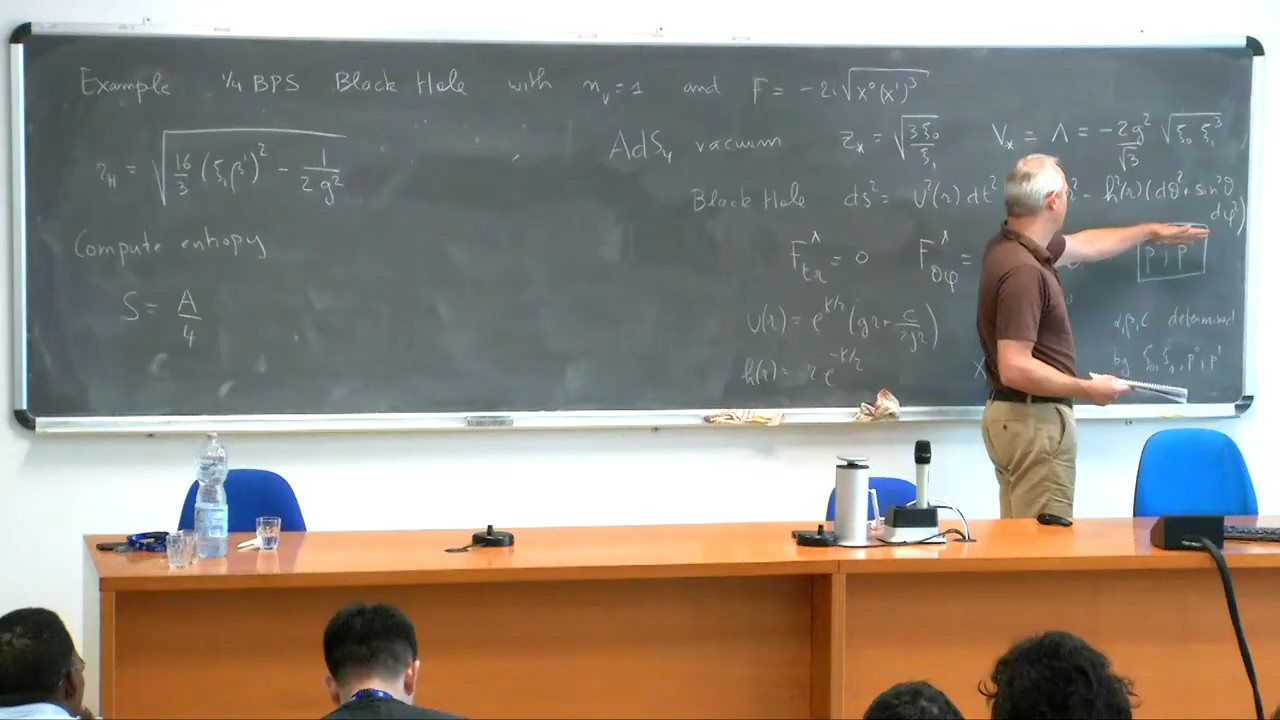 Example 1/4 BPS Black Hole with n_v = 1 and F = -2i√(X⁰(X¹)³)
r_H = √(16/3 (ξ₁β¹)² - 1/(2g²))
Compute entropy
S = A/4
AdS₄ vacuum z_* = √(3ξ₀/ξ₁) V_* = Λ = -2g²/√3 √(ξ₀ξ₁³)
Black Hole ds² = U²(r) dt² r² - h²(r)(dθ² + sin²θ
dφ²)
F^Λ_tr = 0 F^Λ_θφ =
p⁰, p¹
U(r) = e^{K/2} (gr + c/2gr)
α, β, c determined
h(r) = r e^{-K/2} X
by ξ₀, ξ₁, p⁰, p¹